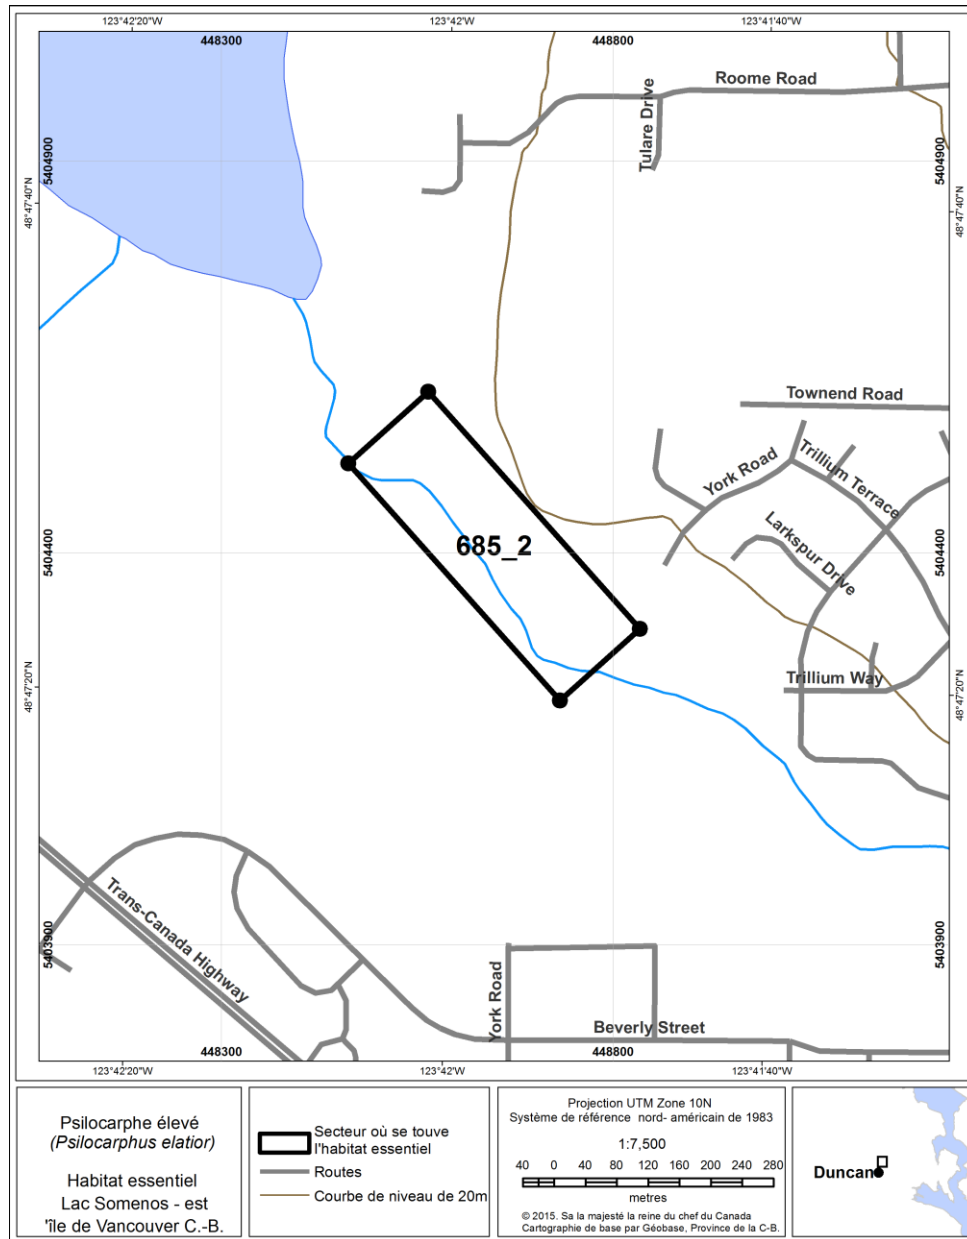 123°42'20"W
123°42'W
123°41'40"W
448300
448800
Roome Road
Tulare Drive
5404900
5404900
48°47'40"N
48°47'40"N
Townend Road
York Road
Trillium Terrace
Larkspur Drive
685_2
5404400
5404400
Trillium Way
48°47'20"N
48°47'20"N
Trans-Canada Highway
5403900
5403900
York Road
Beverly Street
448300
448800
123°42'20"W
123°42'W
123°41'40"W
Psilocarphe élevé
(Psilocarphus elatior)
Habitat essentiel
Lac Somenos - est
'île de Vancouver C.-B.
Secteur où se touve
l'habitat essentiel
Routes
Courbe de niveau de 20m
Projection UTM Zone 10N
Système de référence nord- américain de 1983
1:7,500
40 0 40 80 120 160 200 240 280
metres
© 2015. Sa la majesté la reine du chef du Canada
Cartographie de base par Géobase, Province de la C-B.
Duncan